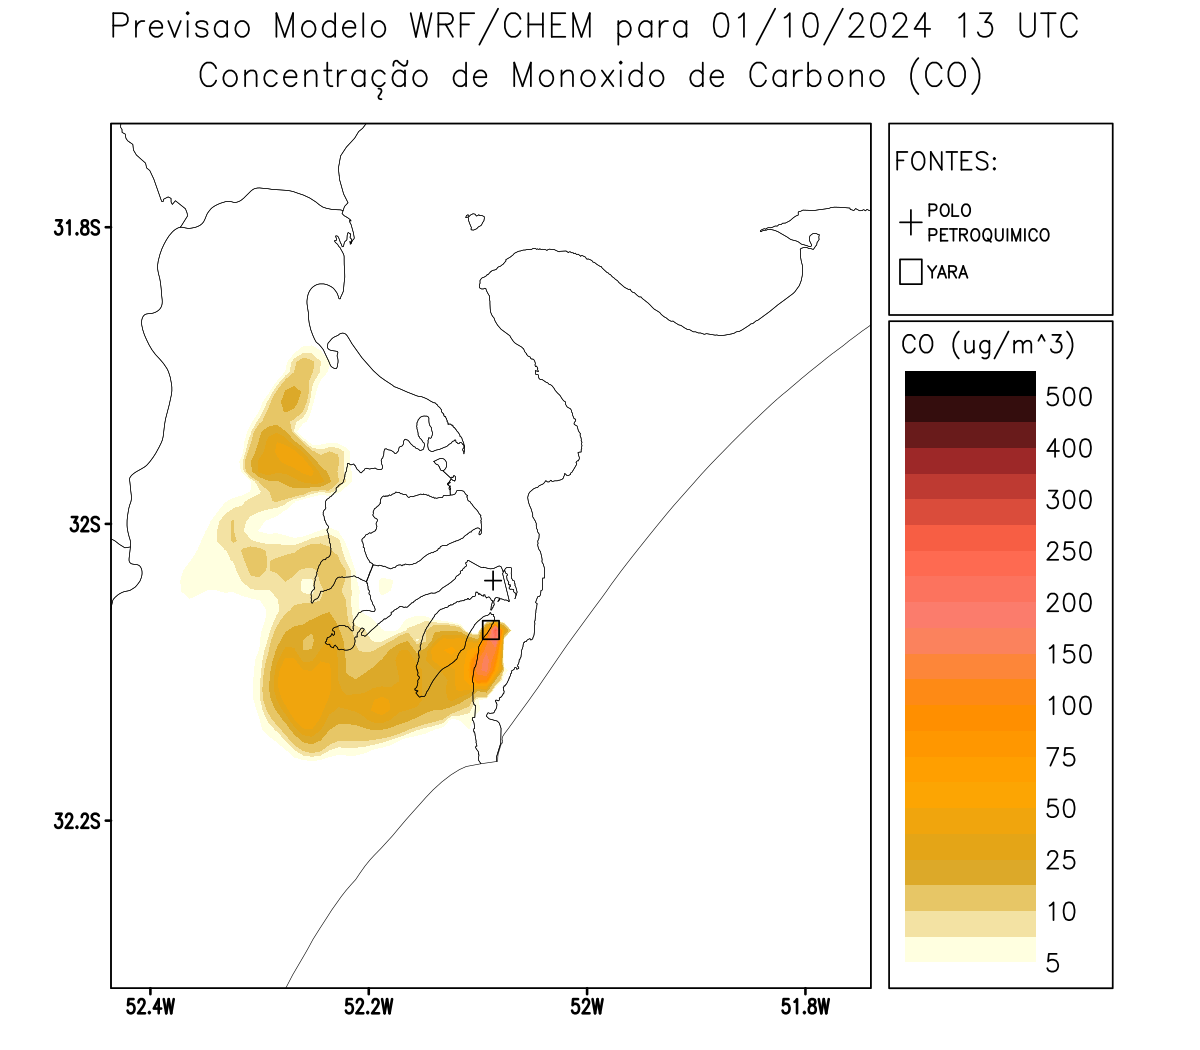 Previsao Modelo WRF/CHEM para 01/10/2024 13 UTC
Concentração de Monoxido de Carbono (CO)
FONTES:
POLO
PETROQUIMICO
YARA
CO (ug/m^3)
500
400
300
250
200
150
100
75
50
25
10
5
31.8S
32S
32.2S
52.4W
52.2W
52W
51.8W